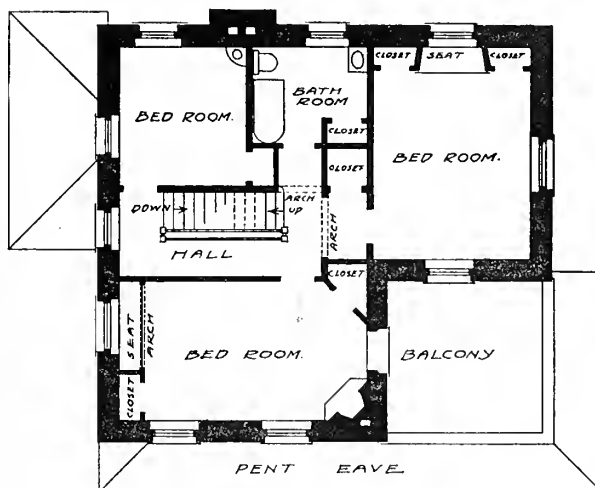 CLOSET
SEAT
CLOSET
BATH
ROOM
BED ROOM.
CLOSET
BED ROOM.
CLOSET
DOWN
ARCH
UP
ARCH
HALL
CLOSET
SEAT
ARCH
BED ROOM.
BALCONY
CLOSET
PENT EAVE